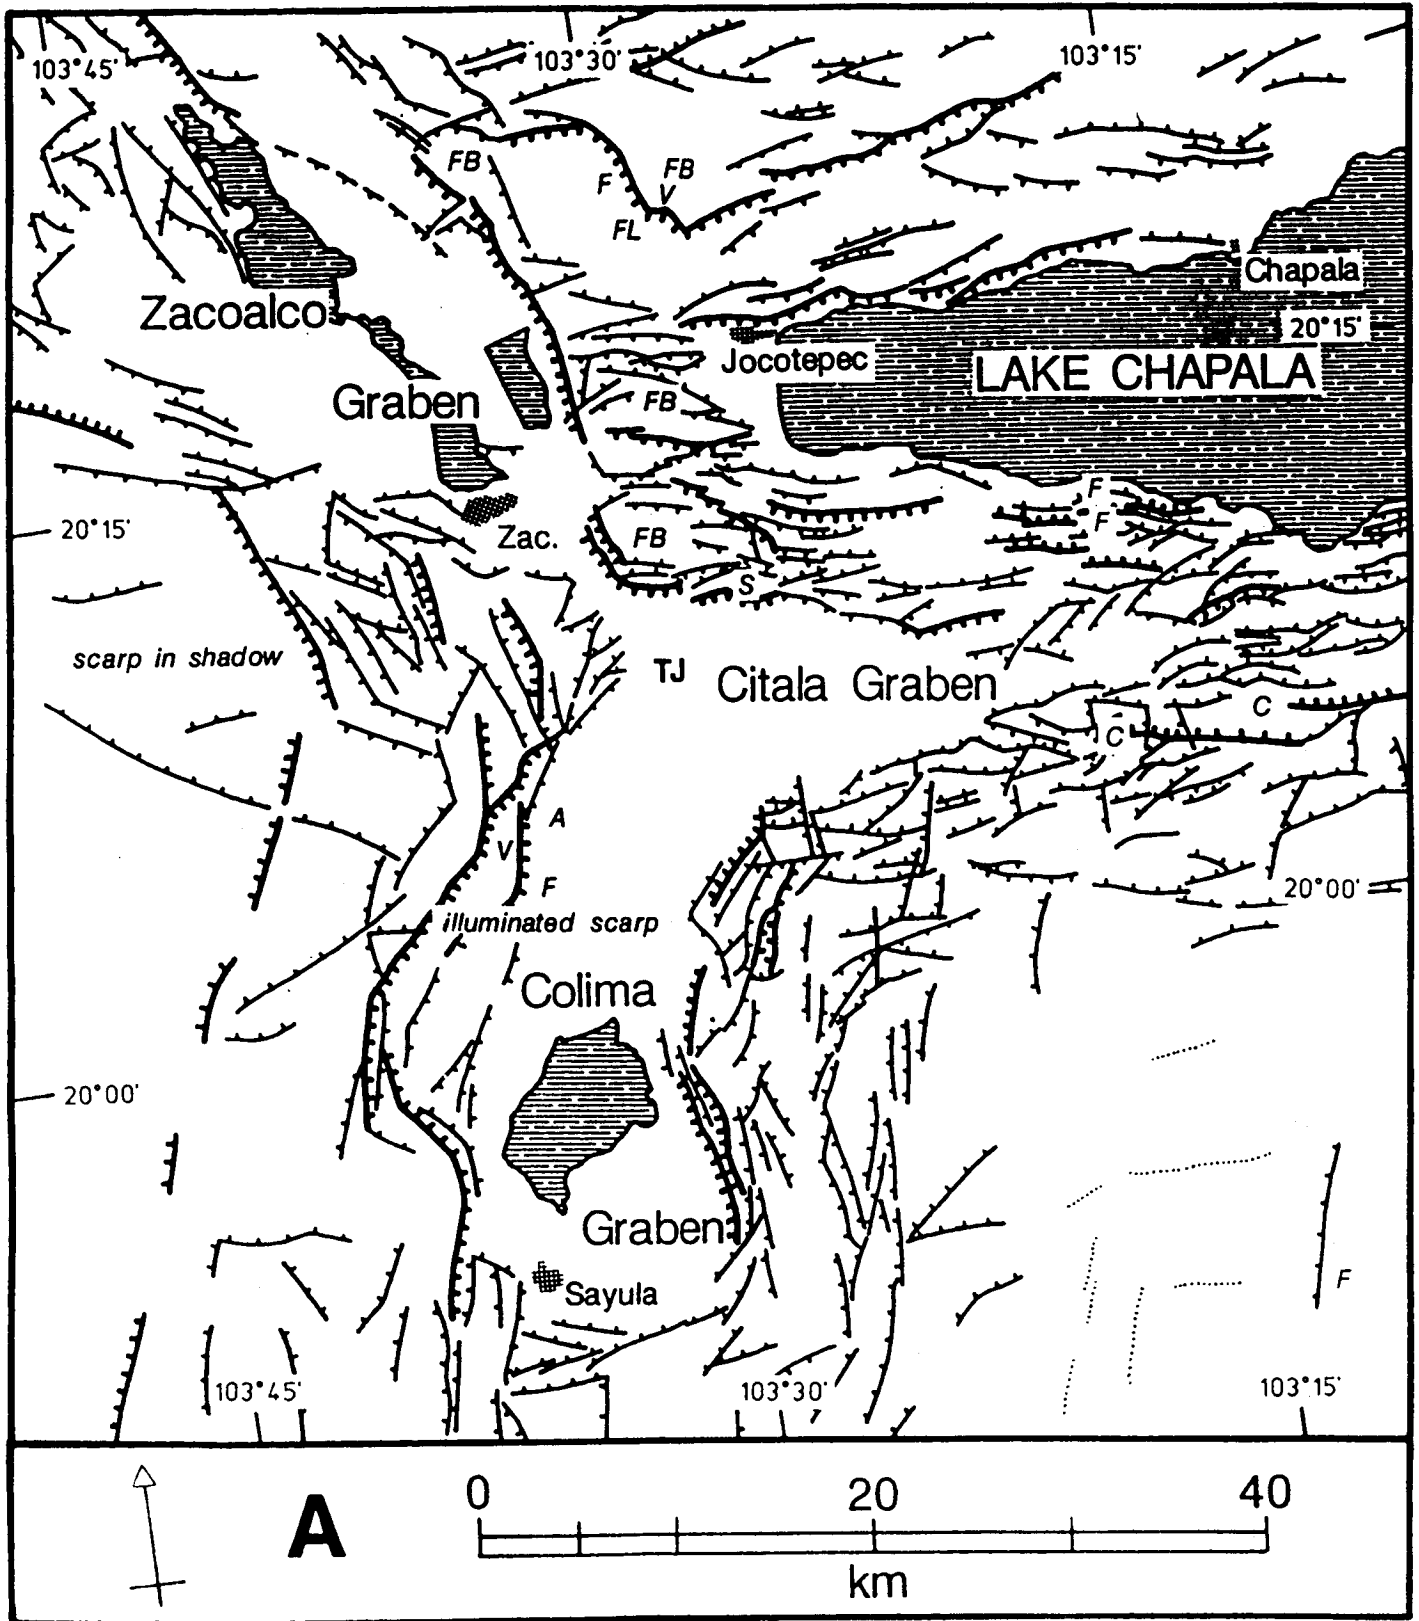 103°45'
103°30'
103°15'
FB
FB
F
V
FL
Chapala
Zacoalco
20°15'
Jocotepec
LAKE CHAPALA
Graben
FB
F
F
20°15'
Zac.
FB
S
scarp in shadow
TJ
Citala Graben
C
C
A
V
F
20°00'
illuminated scarp
Colima
20°00'
Graben
Sayula
F
103°45'
103°30'
103°15'
A
0
20
40
km